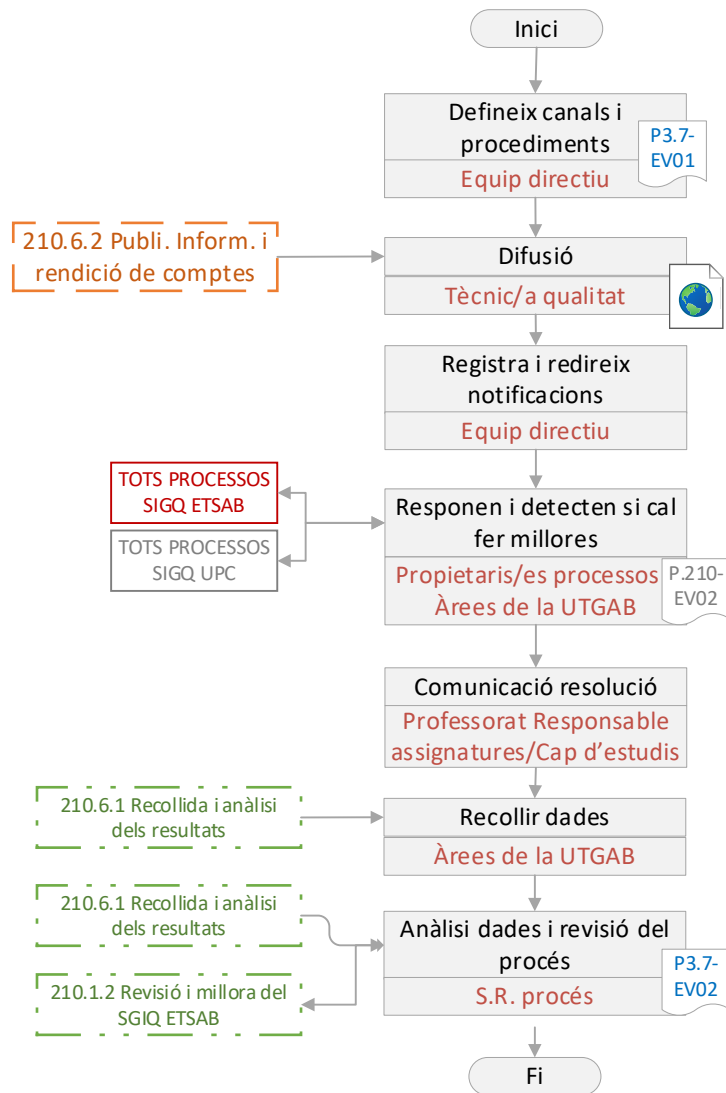 Inici
Defineix canals i
procediments
P3.7-
EV01
Equip directiu
210.6.2 Publi. Inform. i
rendició de comptes
Difusió
Tècnic/a qualitat
Registra i redireix
notificacions
Equip directiu
TOTS PROCESSOS
SIGQ ETSAB
TOTS PROCESSOS
SIGQ UPC
Responen i detecten si cal
fer millores
Propietaris/es processos
Àrees de la UTGAB
P.210-
EV02
Comunicació resolució
Professorat Responsable
assignatures/Cap d'estudis
210.6.1 Recollida i anàlisi
dels resultats
Recollir dades
Àrees de la UTGAB
210.6.1 Recollida i anàlisi
dels resultats
210.1.2 Revisió i millora del
SGIQ ETSAB
Anàlisi dades i revisió del
procés
S.R. procés
P3.7-
EV02
Fi